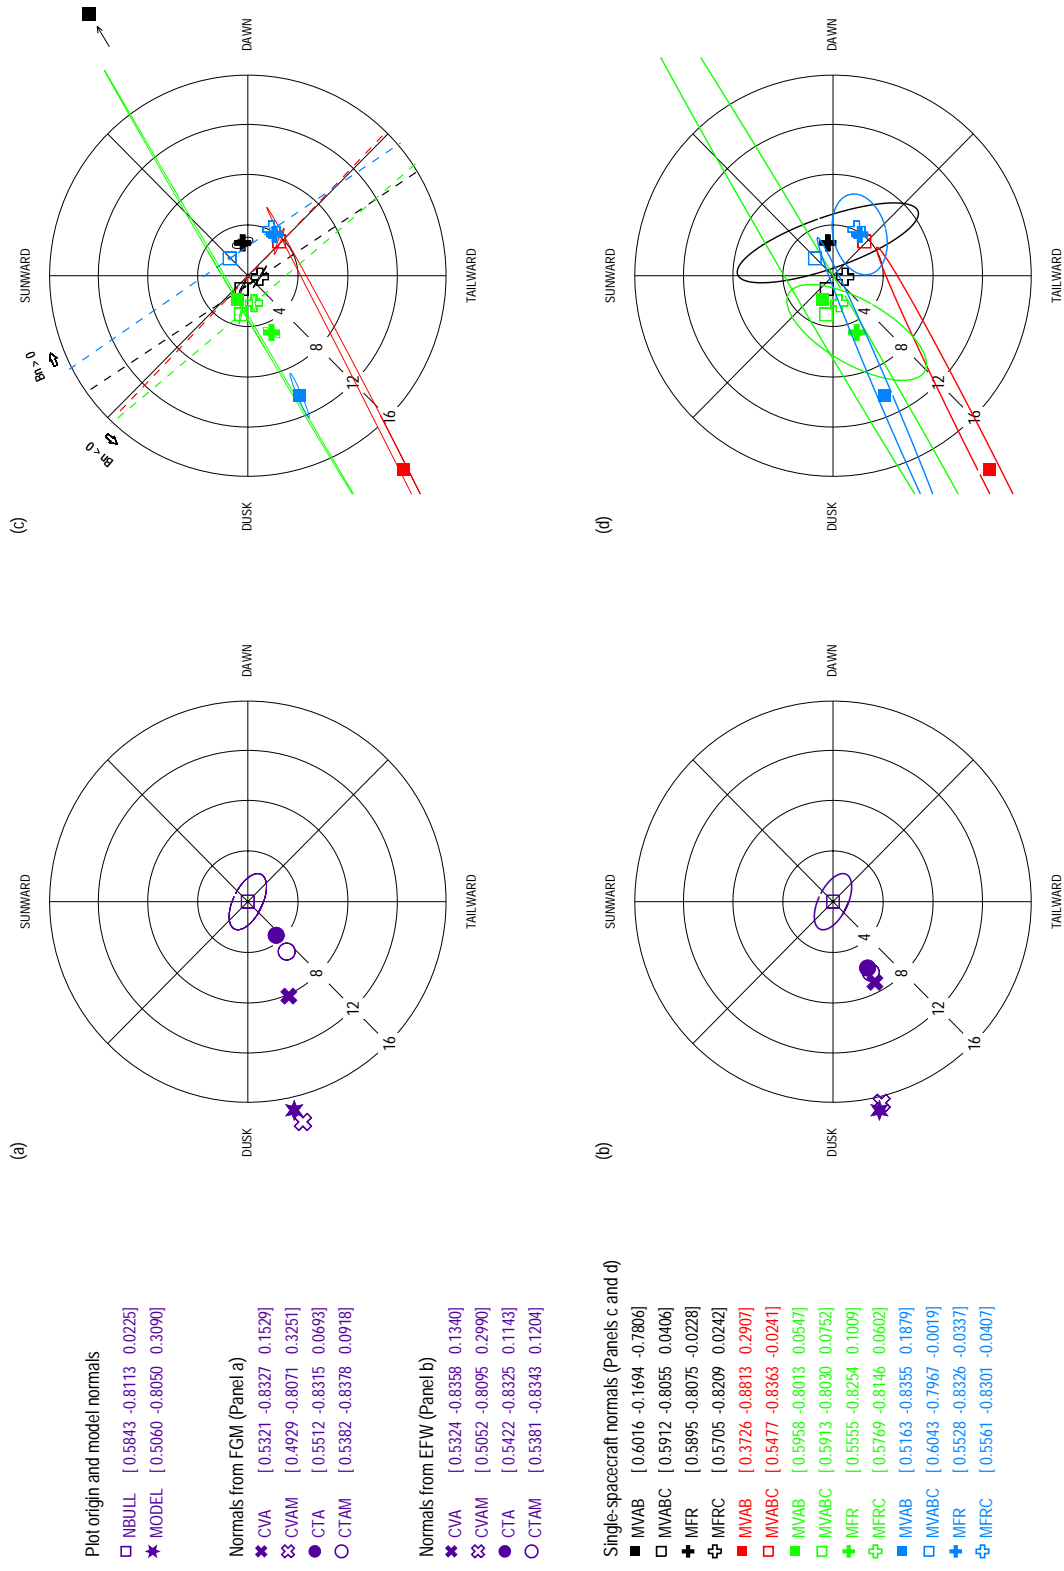 Plot origin and model normals
NBULL [ 0.5843 -0.8113 0.0225]
MODEL [ 0.5060 -0.8050 0.3090]
Normals from FGM (Panel a)
CVA [ 0.5321 -0.8327 0.1529]
CVAM [ 0.4929 -0.8071 0.3251]
CTA [ 0.5512 -0.8315 0.0693]
CTAM [ 0.5382 -0.8378 0.0918]
Normals from EFW (Panel b)
CVA [ 0.5324 -0.8358 0.1340]
CVAM [ 0.5052 -0.8095 0.2990]
CTA [ 0.5422 -0.8325 0.1143]
CTAM [ 0.5381 -0.8343 0.1204]
Single-spacecraft normals (Panels c and d)
MVAB [ 0.6016 -0.1694 -0.7806]
MVABC [ 0.5912 -0.8055 0.0406]
MFR [ 0.5895 -0.8075 -0.0228]
MFRC [ 0.5705 -0.8209 0.0242]
MVAB [ 0.3726 -0.8813 0.2907]
MVABC [ 0.5477 -0.8363 -0.0241]
MVAB [ 0.5958 -0.8013 0.0547]
MVABC [ 0.5913 -0.8030 0.0752]
MFR [ 0.5555 -0.8254 0.1009]
MFRC [ 0.5769 -0.8146 0.0602]
MVAB [ 0.5163 -0.8355 0.1879]
MVABC [ 0.6043 -0.7967 -0.0019]
MFR [ 0.5528 -0.8326 -0.0337]
MFRC [ 0.5561 -0.8301 -0.0407]
(a)
SUNWARD
DUSK
DAWN
TAILWARD
8
12
16
(b)
SUNWARD
DUSK
DAWN
TAILWARD
4
8
12
16
(c)
SUNWARD
DUSK
DAWN
TAILWARD
Bn < 0
Bn > 0
4
8
12
16
(d)
SUNWARD
DUSK
DAWN
TAILWARD
4
8
12
16